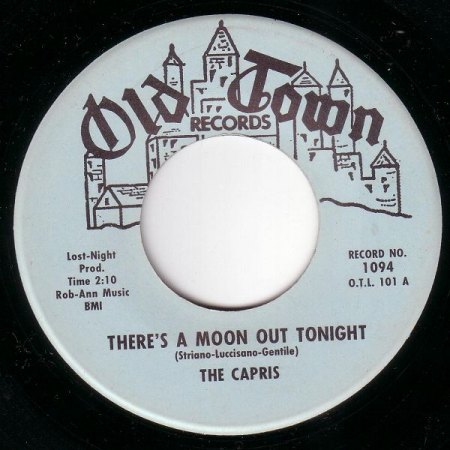 Old Town
RECORDS
Lost-Night
Prod.
Time 2:10
Rob-Ann Music
BMI
RECORD NO.
1094
O.T.L. 101 A
THERE'S A MOON OUT TONIGHT
(Striano-Luccisano-Gentile)
THE CAPRIS